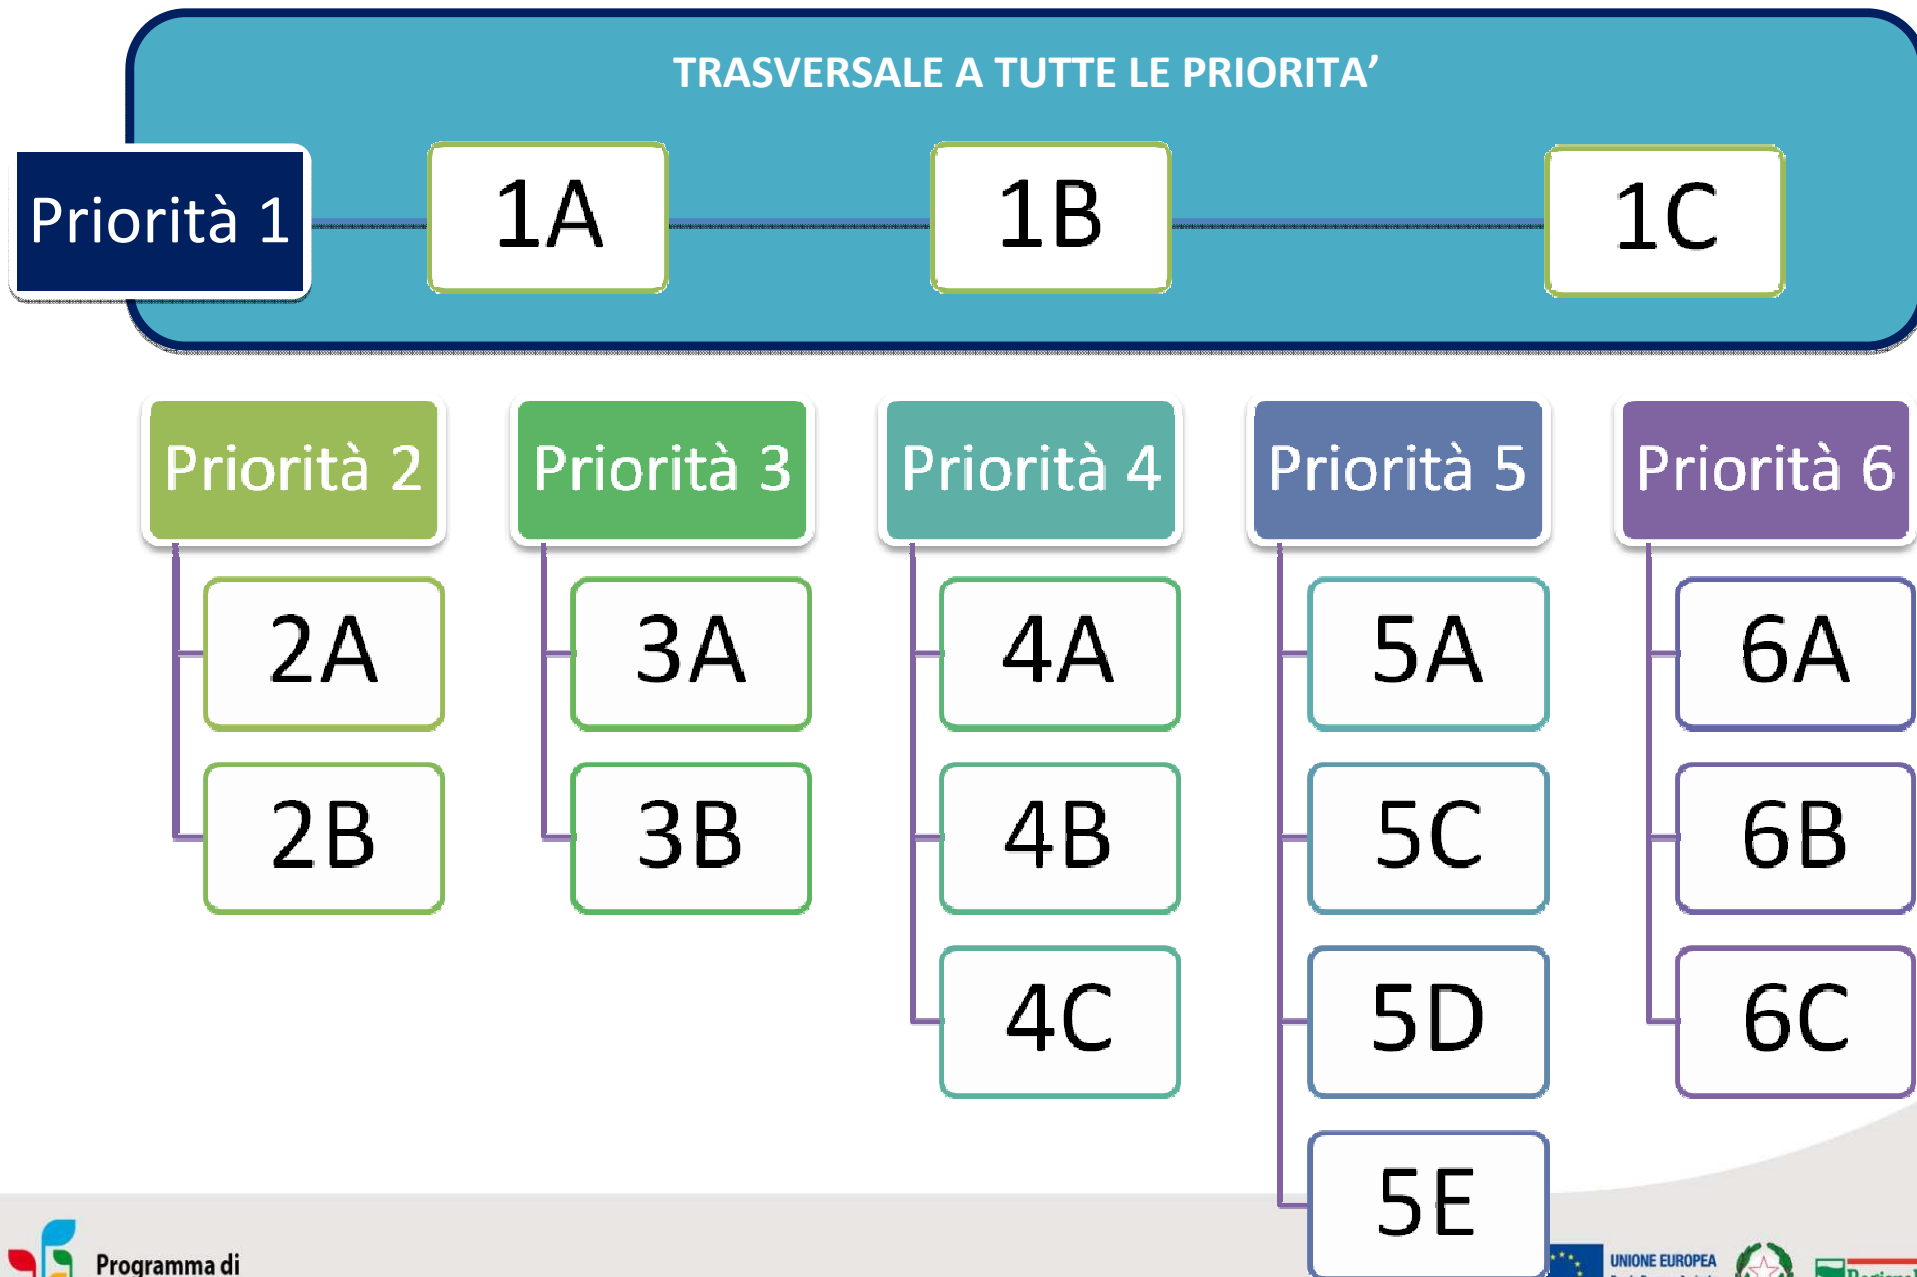 TRASVERSALE A TUTTE LE PRIORITA’
Priorità 1
1A
1B
1C
Priorità 2
Priorità 3
Priorità 4
Priorità 5
Priorità 6
2A
3A
4A
5A
6A
2B
3B
4B
5C
6B
4C
5D
6C
5E
Programma di
UNIONE EUROPEA